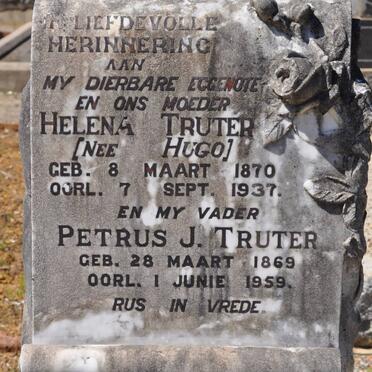 IN LIEFDEVOLLE
HERINNERING
AAN
MY DIERBARE EGGENOTE
EN ONS MOEDER
HELENA TRUTER
[NEE HUGO]
GEB. 8 MAART 1870
OORL. 7 SEPT. 1937.
EN MY VADER
PETRUS J. TRUTER
GEB. 28 MAART 1869
OORL. 1 JUNIE 1959.
RUS IN VREDE